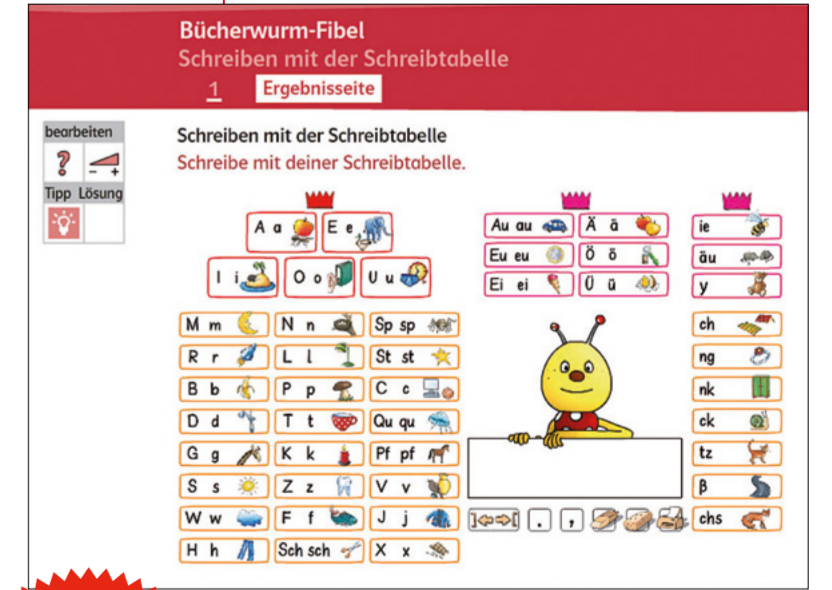 Bücherwurm-Fibel
Schreiben mit der Schreibtabelle
1 Ergebnisseite
bearbeiten
? - +
Tipp Lösung
Schreiben mit der Schreibtabelle
Schreibe mit deiner Schreibtabelle.
A a E e
I i O o U u
Au au Ä ä
Eu eu Ö ö
Ei ei Ü ü
ie
äu
y
M m N n Sp sp
R r L l St st
B b P p C c
D d T t Qu qu
G g K k Pf pf
S s Z z V v
W w F f J j
H h Sch sch X x
. ,
ch
ng
nk
ck
tz
β
chs